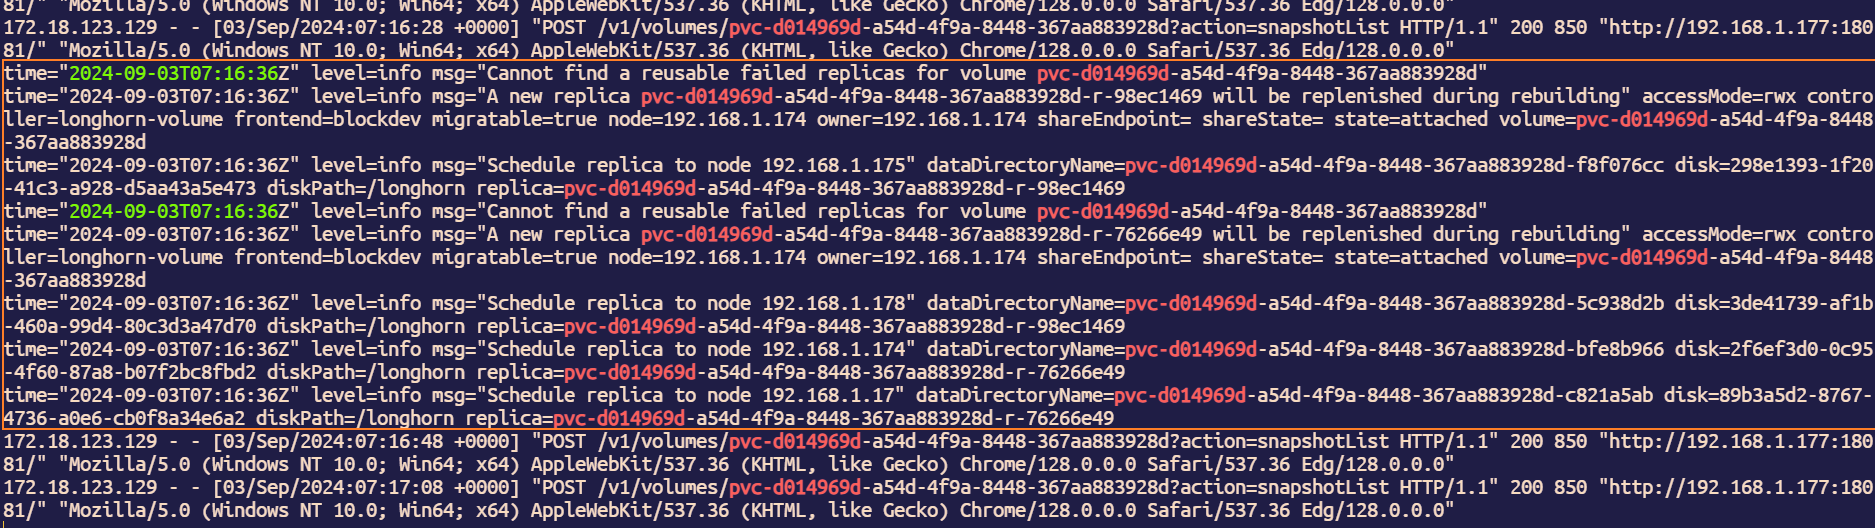 81/" "Mozilla/5.0 (Windows NT 10.0; Win64; x64) AppleWebKit/537.36 (KHTML, like Gecko) Chrome/128.0.0.0 Safari/537.36 Edg/128.0.0.0"
172.18.123.129 - - [03/Sep/2024:07:16:28 +0000] "POST /v1/volumes/pvc-d014969d-a54d-4f9a-8448-367aa883928d?action=snapshotList HTTP/1.1" 200 850 "http://192.168.1.177:180
81/" "Mozilla/5.0 (Windows NT 10.0; Win64; x64) AppleWebKit/537.36 (KHTML, like Gecko) Chrome/128.0.0.0 Safari/537.36 Edg/128.0.0.0"
time="2024-09-03T07:16:36Z" level=info msg="Cannot find a reusable failed replicas for volume pvc-d014969d-a54d-4f9a-8448-367aa883928d"
time="2024-09-03T07:16:36Z" level=info msg="A new replica pvc-d014969d-a54d-4f9a-8448-367aa883928d-r-98ec1469 will be replenished during rebuilding" accessMode=rwx contro
ller=longhorn-volume frontend=blockdev migratable=true node=192.168.1.174 owner=192.168.1.174 shareEndpoint= shareState= state=attached volume=pvc-d014969d-a54d-4f9a-8448
-367aa883928d
time="2024-09-03T07:16:36Z" level=info msg="Schedule replica to node 192.168.1.175" dataDirectoryName=pvc-d014969d-a54d-4f9a-8448-367aa883928d-f8f076cc disk=298e1393-1f20
-41c3-a928-d5aa43a5e473 diskPath=/longhorn replica=pvc-d014969d-a54d-4f9a-8448-367aa883928d-r-98ec1469
time="2024-09-03T07:16:36Z" level=info msg="Cannot find a reusable failed replicas for volume pvc-d014969d-a54d-4f9a-8448-367aa883928d"
time="2024-09-03T07:16:36Z" level=info msg="A new replica pvc-d014969d-a54d-4f9a-8448-367aa883928d-r-76266e49 will be replenished during rebuilding" accessMode=rwx contro
ller=longhorn-volume frontend=blockdev migratable=true node=192.168.1.174 owner=192.168.1.174 shareEndpoint= shareState= state=attached volume=pvc-d014969d-a54d-4f9a-8448
-367aa883928d
time="2024-09-03T07:16:36Z" level=info msg="Schedule replica to node 192.168.1.178" dataDirectoryName=pvc-d014969d-a54d-4f9a-8448-367aa883928d-5c938d2b disk=3de41739-af1b
-460a-99d4-80c3d3a47d70 diskPath=/longhorn replica=pvc-d014969d-a54d-4f9a-8448-367aa883928d-r-98ec1469
time="2024-09-03T07:16:36Z" level=info msg="Schedule replica to node 192.168.1.174" dataDirectoryName=pvc-d014969d-a54d-4f9a-8448-367aa883928d-bfe8b966 disk=2f6ef3d0-0c95
-4f60-87a8-b07f2bc8fbd2 diskPath=/longhorn replica=pvc-d014969d-a54d-4f9a-8448-367aa883928d-r-76266e49
time="2024-09-03T07:16:36Z" level=info msg="Schedule replica to node 192.168.1.17" dataDirectoryName=pvc-d014969d-a54d-4f9a-8448-367aa883928d-c821a5ab disk=89b3a5d2-8767-
4736-a0e6-cb0f8a34e6a2 diskPath=/longhorn replica=pvc-d014969d-a54d-4f9a-8448-367aa883928d-r-76266e49
172.18.123.129 - - [03/Sep/2024:07:16:48 +0000] "POST /v1/volumes/pvc-d014969d-a54d-4f9a-8448-367aa883928d?action=snapshotList HTTP/1.1" 200 850 "http://192.168.1.177:180
81/" "Mozilla/5.0 (Windows NT 10.0; Win64; x64) AppleWebKit/537.36 (KHTML, like Gecko) Chrome/128.0.0.0 Safari/537.36 Edg/128.0.0.0"
172.18.123.129 - - [03/Sep/2024:07:17:08 +0000] "POST /v1/volumes/pvc-d014969d-a54d-4f9a-8448-367aa883928d?action=snapshotList HTTP/1.1" 200 850 "http://192.168.1.177:180
81/" "Mozilla/5.0 (Windows NT 10.0; Win64; x64) AppleWebKit/537.36 (KHTML, like Gecko) Chrome/128.0.0.0 Safari/537.36 Edg/128.0.0.0"